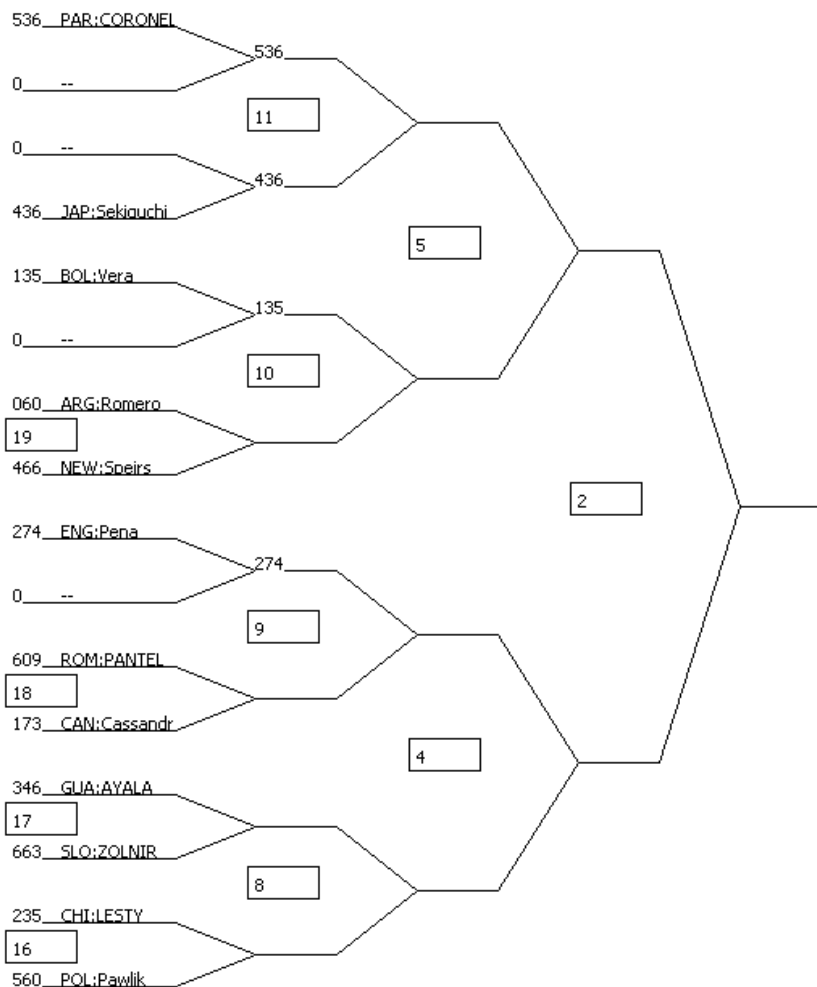 536 PAR:CORONEL
536
0 --
11
0 --
436
436 JAP:Sekiguchi
5
135 BOL:Vera
135
0 --
10
060 ARG:Romero
19
466 NEW:Speirs
2
274 ENG:Pena
274
0 --
9
609 ROM:PANTEL
18
173 CAN:Cassandr
4
346 GUA:AYALA
17
663 SLO:ZOLNIR
8
235 CHI:LESTY
16
560 POL:Pawlik